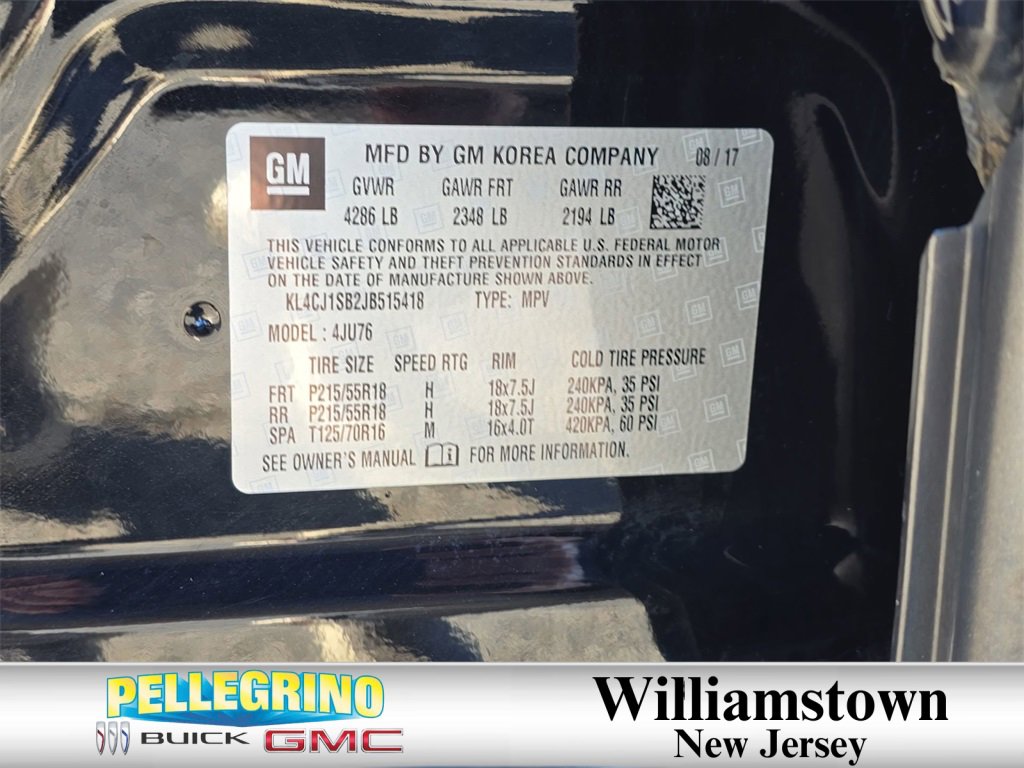 GM MFD BY GM KOREA COMPANY 08/17
GVWR GAWR FRT GAWR RR
4286 LB 2348 LB 2194 LB
THIS VEHICLE CONFORMS TO ALL APPLICABLE U.S. FEDERAL MOTOR
VEHICLE SAFETY AND THEFT PREVENTION STANDARDS IN EFFECT
ON THE DATE OF MANUFACTURE SHOWN ABOVE.
KL4CJ1SB2JB515418 TYPE: MPV
MODEL : 4JU76
TIRE SIZE SPEED RTG RIM COLD TIRE PRESSURE
FRT P215/55R18 H 18x7.5J 240KPA, 35 PSI
RR P215/55R18 H 18x7.5J 240KPA, 35 PSI
SPA T125/70R16 M 16x4.0T 420KPA, 60 PSI
SEE OWNER'S MANUAL FOR MORE INFORMATION.
PELLEGRINO
BUICK GMC
Williamstown
New Jersey